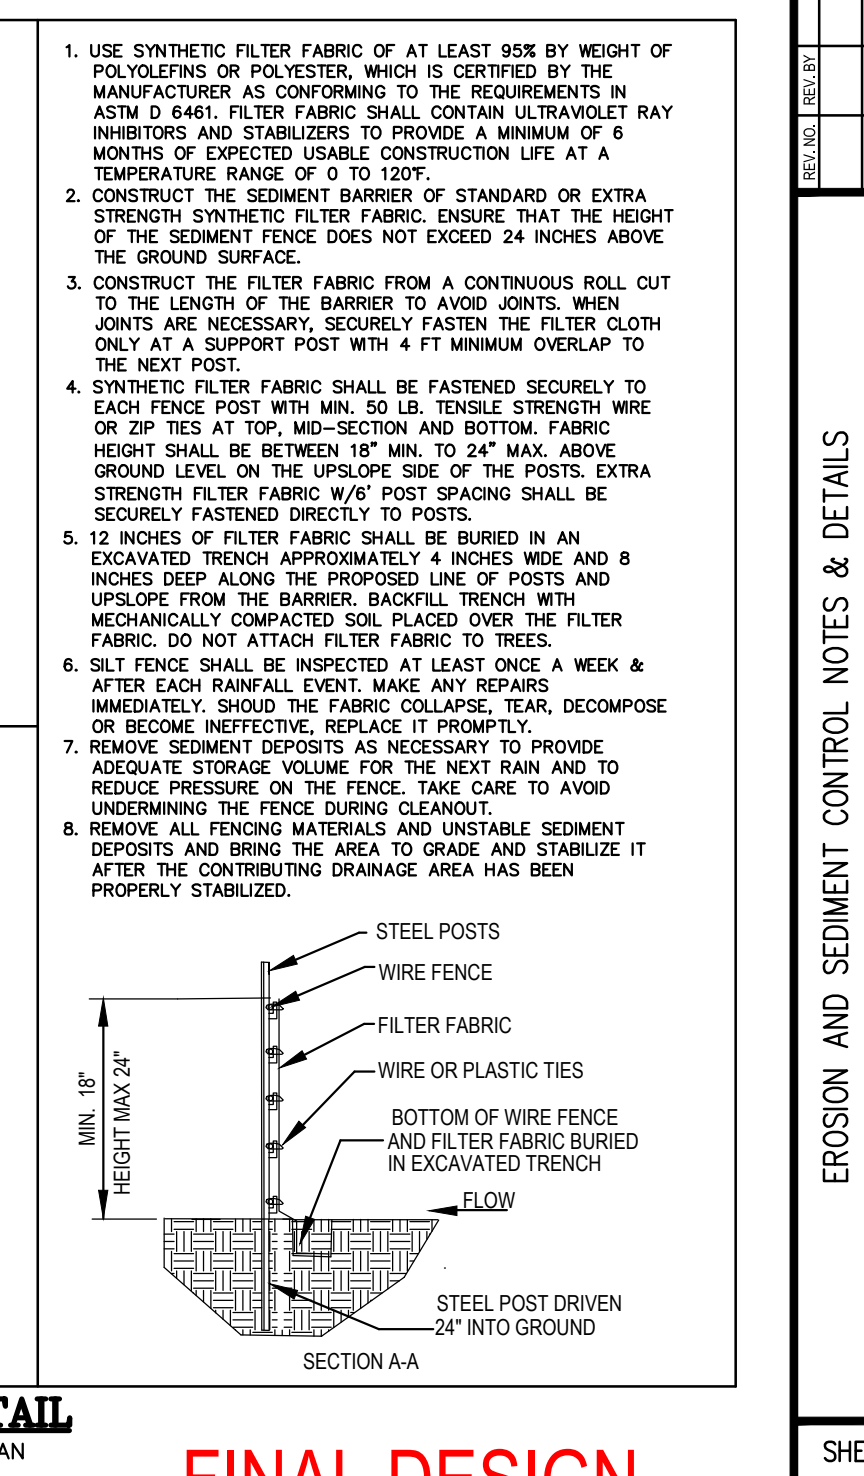 1. USE SYNTHETIC FILTER FABRIC OF AT LEAST 95% BY WEIGHT OF
POLYOLEFINS OR POLYESTER, WHICH IS CERTIFIED BY THE
MANUFACTURER AS CONFORMING TO THE REQUIREMENTS IN
ASTM D 6461. FILTER FABRIC SHALL CONTAIN ULTRAVIOLET RAY
INHIBITORS AND STABILIZERS TO PROVIDE A MINIMUM OF 6
MONTHS OF EXPECTED USABLE CONSTRUCTION LIFE AT A
TEMPERATURE RANGE OF 0 TO 120°F.
2. CONSTRUCT THE SEDIMENT BARRIER OF STANDARD OR EXTRA
STRENGTH SYNTHETIC FILTER FABRIC. ENSURE THAT THE HEIGHT
OF THE SEDIMENT FENCE DOES NOT EXCEED 24 INCHES ABOVE
THE GROUND SURFACE.
3. CONSTRUCT THE FILTER FABRIC FROM A CONTINUOUS ROLL CUT
TO THE LENGTH OF THE BARRIER TO AVOID JOINTS. WHEN
JOINTS ARE NECESSARY, SECURELY FASTEN THE FILTER CLOTH
ONLY AT A SUPPORT POST WITH 4 FT MINIMUM OVERLAP TO
THE NEXT POST.
4. SYNTHETIC FILTER FABRIC SHALL BE FASTENED SECURELY TO
EACH FENCE POST WITH MIN. 50 LB. TENSILE STRENGTH WIRE
OR ZIP TIES AT TOP, MID-SECTION AND BOTTOM. FABRIC
HEIGHT SHALL BE BETWEEN 18" MIN. TO 24" MAX. ABOVE
GROUND LEVEL ON THE UPSLOPE SIDE OF THE POSTS. EXTRA
STRENGTH FILTER FABRIC W/6' POST SPACING SHALL BE
SECURELY FASTENED DIRECTLY TO POSTS.
5. 12 INCHES OF FILTER FABRIC SHALL BE BURIED IN AN
EXCAVATED TRENCH APPROXIMATELY 4 INCHES WIDE AND 8
INCHES DEEP ALONG THE PROPOSED LINE OF POSTS AND
UPSLOPE FROM THE BARRIER. BACKFILL TRENCH WITH
MECHANICALLY COMPACTED SOIL PLACED OVER THE FILTER
FABRIC. DO NOT ATTACH FILTER FABRIC TO TREES.
6. SILT FENCE SHALL BE INSPECTED AT LEAST ONCE A WEEK &
AFTER EACH RAINFALL EVENT. MAKE ANY REPAIRS
IMMEDIATELY. SHOUD THE FABRIC COLLAPSE, TEAR, DECOMPOSE
OR BECOME INEFFECTIVE, REPLACE IT PROMPTLY.
7. REMOVE SEDIMENT DEPOSITS AS NECESSARY TO PROVIDE
ADEQUATE STORAGE VOLUME FOR THE NEXT RAIN AND TO
REDUCE PRESSURE ON THE FENCE. TAKE CARE TO AVOID
UNDERMINING THE FENCE DURING CLEANOUT.
8. REMOVE ALL FENCING MATERIALS AND UNSTABLE SEDIMENT
DEPOSITS AND BRING THE AREA TO GRADE AND STABILIZE IT
AFTER THE CONTRIBUTING DRAINAGE AREA HAS BEEN
PROPERLY STABILIZED.
STEEL POSTS
WIRE FENCE
FILTER FABRIC
WIRE OR PLASTIC TIES
BOTTOM OF WIRE FENCE
AND FILTER FABRIC BURIED
IN EXCAVATED TRENCH
FLOW
MIN. 18"
HEIGHT MAX 24"
STEEL POST DRIVEN
24" INTO GROUND
SECTION A-A
TAIL
AN
FINAL DESIGN
REV. BY
REV. NO.
EROSION AND SEDIMENT CONTROL NOTES & DETAILS
SHE